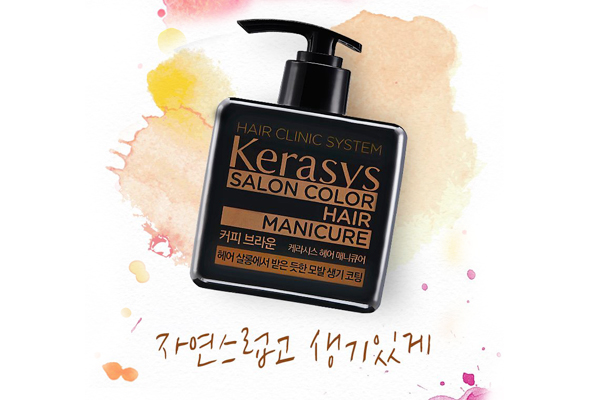 HAIR CLINIC SYSTEM
Kerasys
SALON COLOR
HAIR
MANICURE
커피 브라운 케라시스 헤어 매니큐어
헤어 살롱에서 받은 듯한 모발 생기 코팅
자연스럽고 생기있게